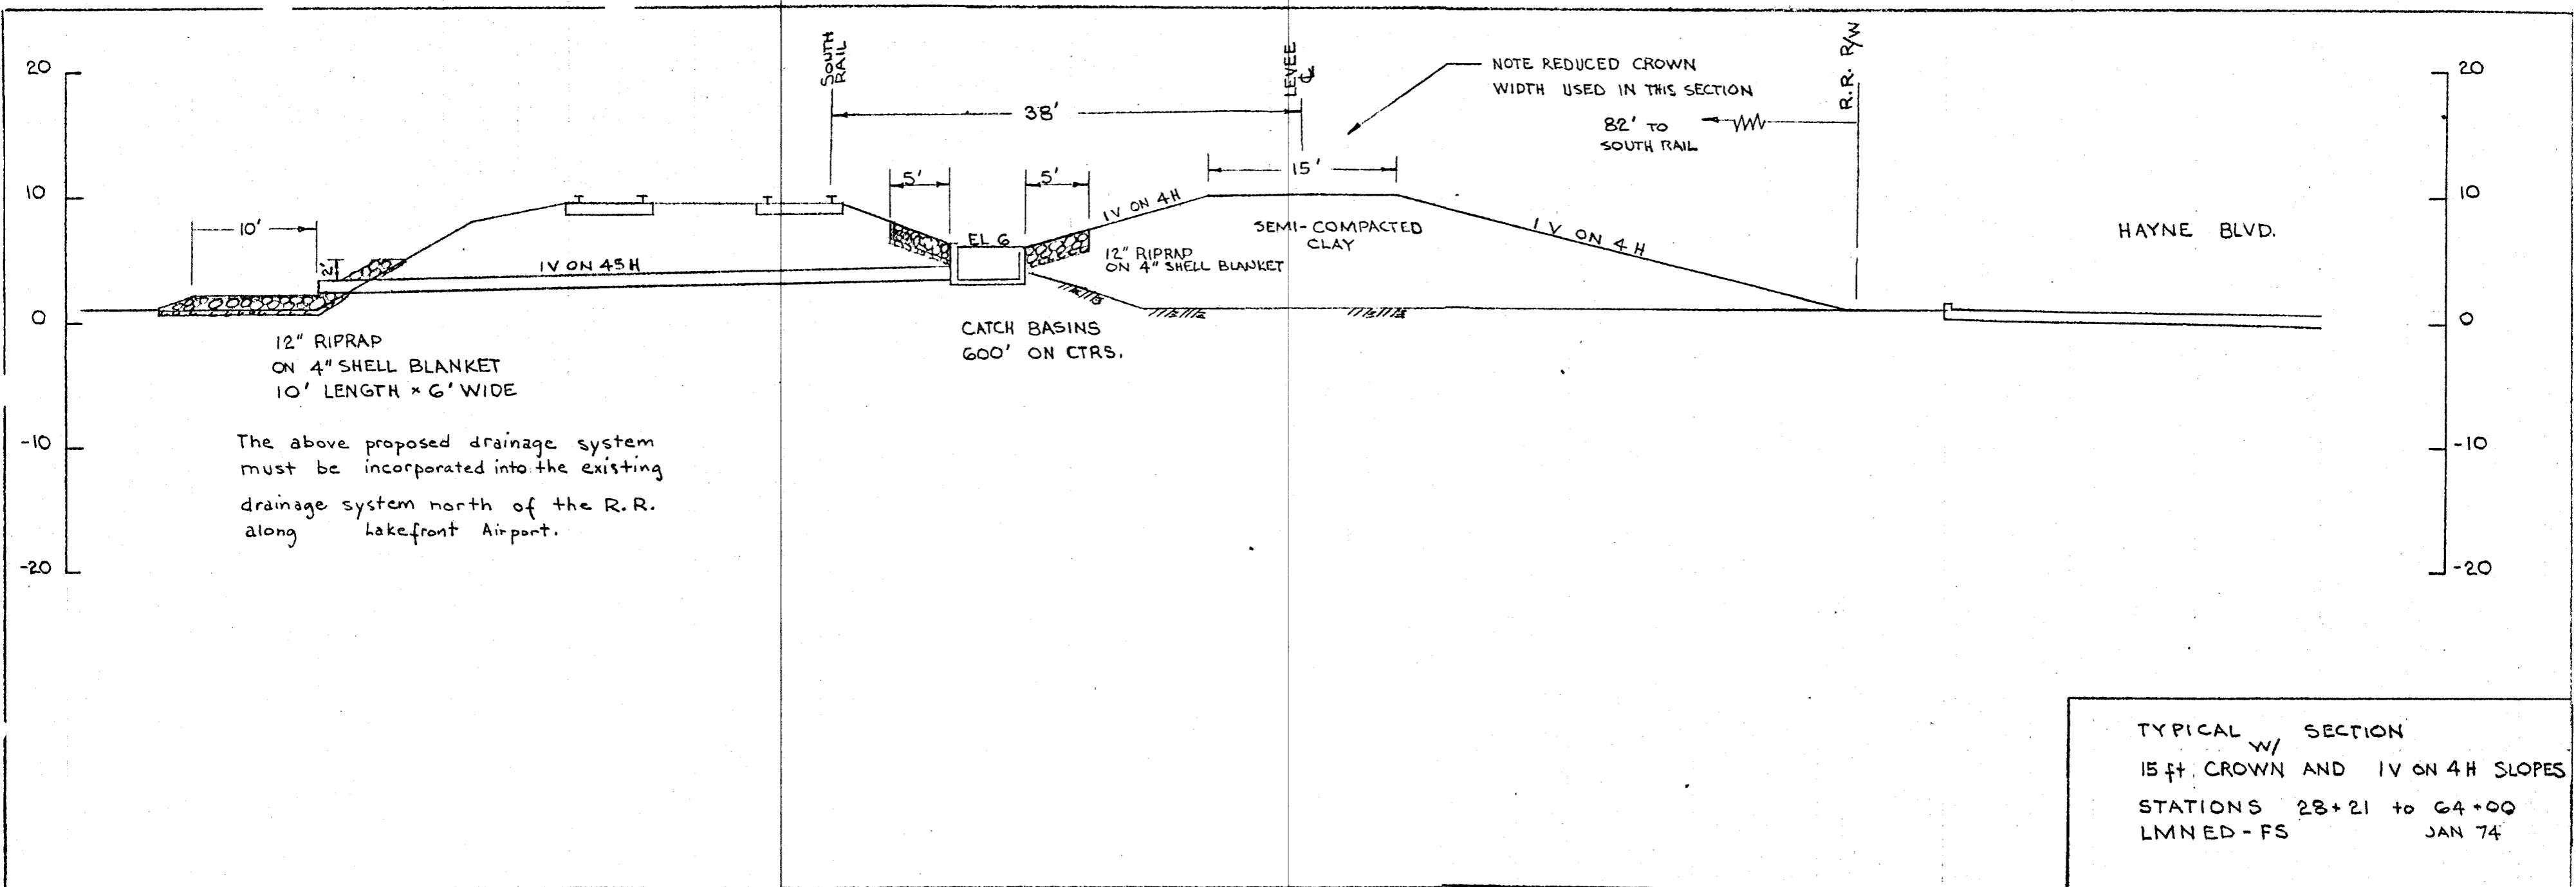 20
10
0
-10
-20
SOUTH
RAIL
38'
LEVEE
℄
NOTE REDUCED CROWN
WIDTH USED IN THIS SECTION
82' TO
SOUTH RAIL
R.R. R/W
20
10
0
-10
-20
10'
2'
5'
5'
15'
1V ON 4H
SEMI-COMPACTED
CLAY
1 V ON 4 H
HAYNE BLVD.
EL 6
12" RIPRAP
ON 4" SHELL BLANKET
1V ON 45H
CATCH BASINS
600' ON CTRS.
12" RIPRAP
ON 4" SHELL BLANKET
10' LENGTH × 6' WIDE
The above proposed drainage system
must be incorporated into the existing
drainage system north of the R.R.
along Lakefront Airport.
TYPICAL W/ SECTION
15 ft. CROWN AND 1V ON 4H SLOPES
STATIONS 28+21 to 64+00
LMNED-FS JAN 74